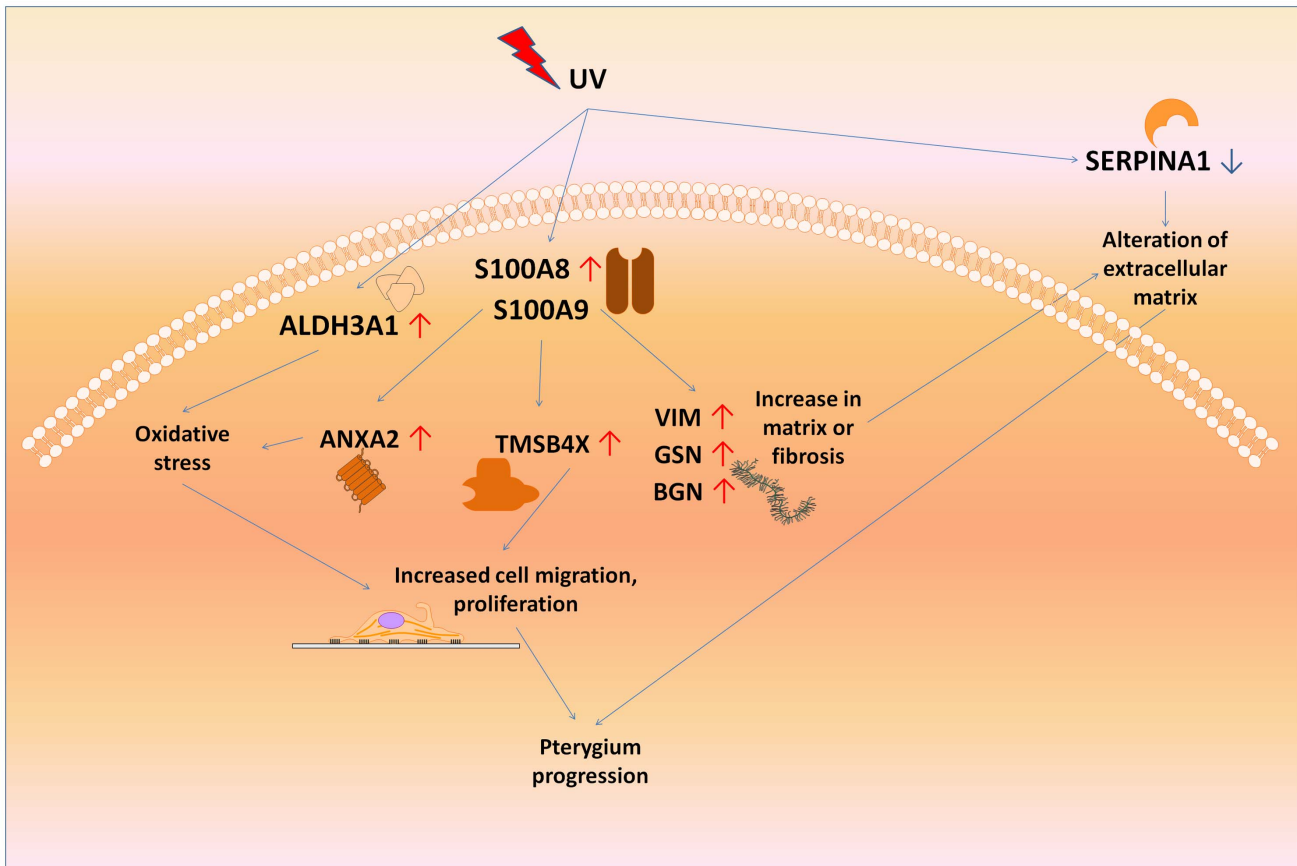 UV
SERPINA1 ↓
Alteration of
extracellular
matrix
S100A8 ↑
S100A9
ALDH3A1 ↑
Oxidative
stress
ANXA2 ↑
TMSB4X ↑
VIM ↑
GSN ↑
BGN ↑
Increase in
matrix or
fibrosis
Increased cell migration,
proliferation
Pterygium
progression